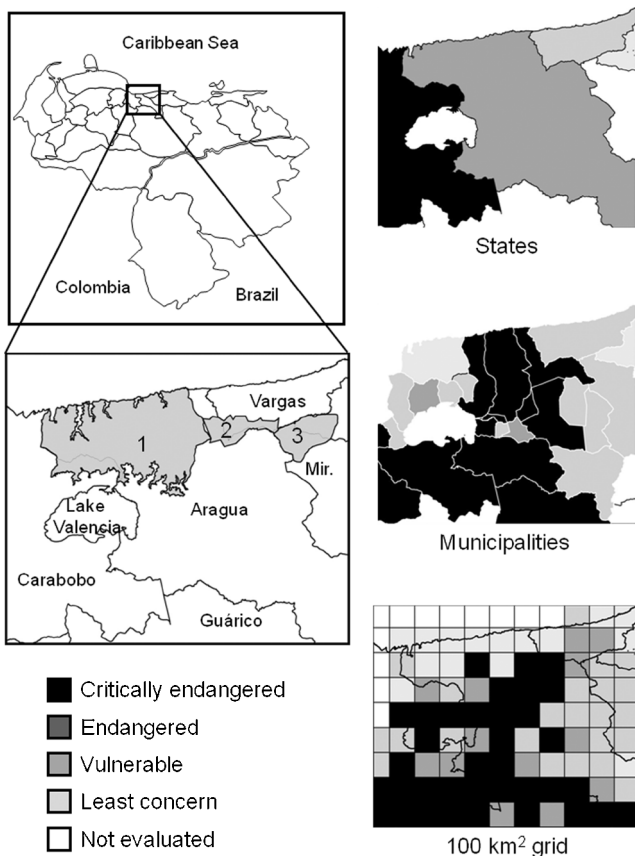 Caribbean Sea
Colombia
Brazil
States
Vargas
1
2
3
Mir.
Lake
Valencia
Aragua
Carabobo
Guárico
Municipalities
Critically endangered
Endangered
Vulnerable
Least concern
Not evaluated
100 km² grid